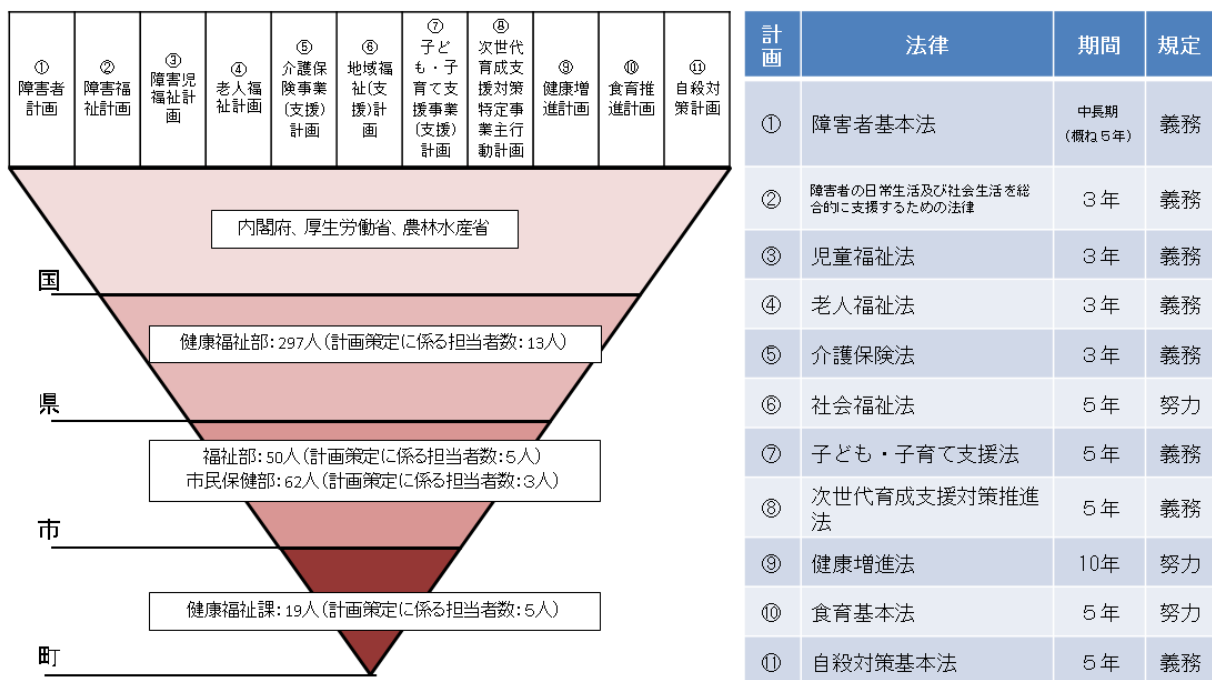 ①
障害者
計画
②
障害福
祉計画
③
障害児
福祉計
画
④
老人福
祉計画
⑤
介護保
険事業
(支援)
計画
⑥
地域福
祉(支
援)計
画
⑦
子ど
も・子
育て支
援事業
(支援)
計画
⑧
次世代
育成支
援対策
特定事
業主行
動計画
⑨
健康増
進計画
⑩
食育推
進計画
⑪
自殺対
策計画
内閣府、厚生労働省、農林水産省
国
健康福祉部:297人(計画策定に係る担当者数:13人)
県
福祉部:50人(計画策定に係る担当者数:5人)
市民保健部:62人(計画策定に係る担当者数:3人)
市
健康福祉課:19人(計画策定に係る担当者数:5人)
町
計画 法律 期間 規定
① 障害者基本法 中長期(概ね5年) 義務
② 障害者の日常生活及び社会生活を総合的に支援するための法律 3年 義務
③ 児童福祉法 3年 義務
④ 老人福祉法 3年 義務
⑤ 介護保険法 3年 義務
⑥ 社会福祉法 5年 努力
⑦ 子ども・子育て支援法 5年 義務
⑧ 次世代育成支援対策推進法 5年 義務
⑨ 健康増進法 10年 努力
⑩ 食育基本法 5年 努力
⑪ 自殺対策基本法 5年 義務